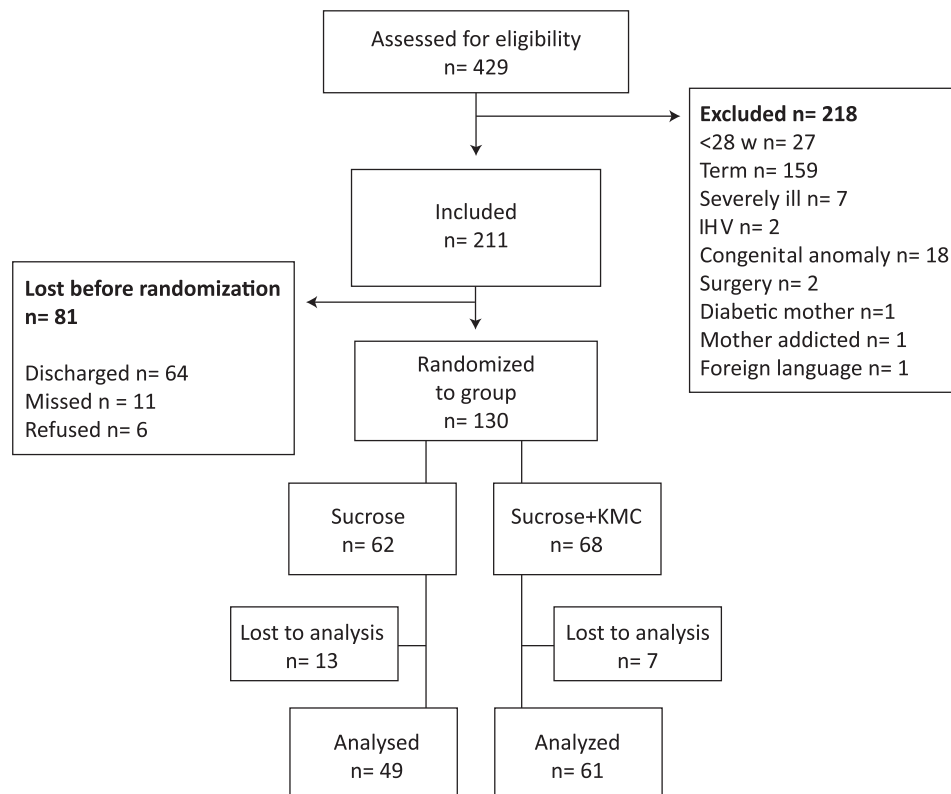 Assessed for eligibility
n= 429
Excluded n= 218
<28 w n= 27
Term n= 159
Severely ill n= 7
IHV n= 2
Congenital anomaly n= 18
Surgery n= 2
Diabetic mother n=1
Mother addicted n= 1
Foreign language n= 1
Included
n= 211
Lost before randomization
n= 81
Discharged n= 64
Missed n = 11
Refused n= 6
Randomized
to group
n= 130
Sucrose
n= 62
Sucrose+KMC
n= 68
Lost to analysis
n= 13
Lost to analysis
n= 7
Analysed
n= 49
Analyzed
n= 61